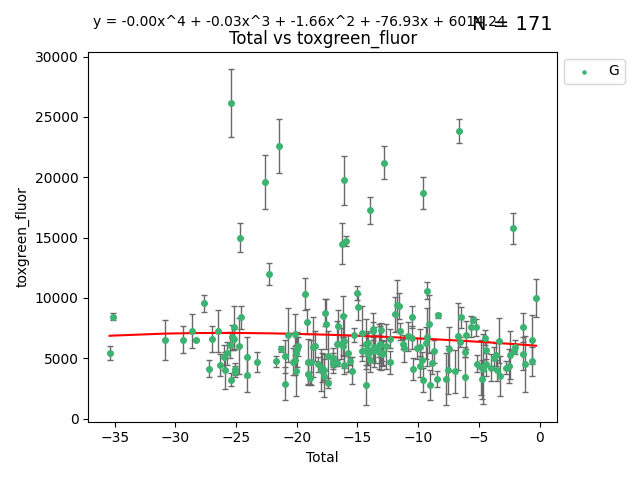 y = -0.00x^4 + -0.03x^3 + -1.66x^2 + -76.93x + 6014.24
N = 171
Total vs toxgreen_fluor
30000
25000
20000
15000
10000
5000
0
toxgreen_fluor
−35 −30 −25 −20 −15 −10 −5 0
Total
G